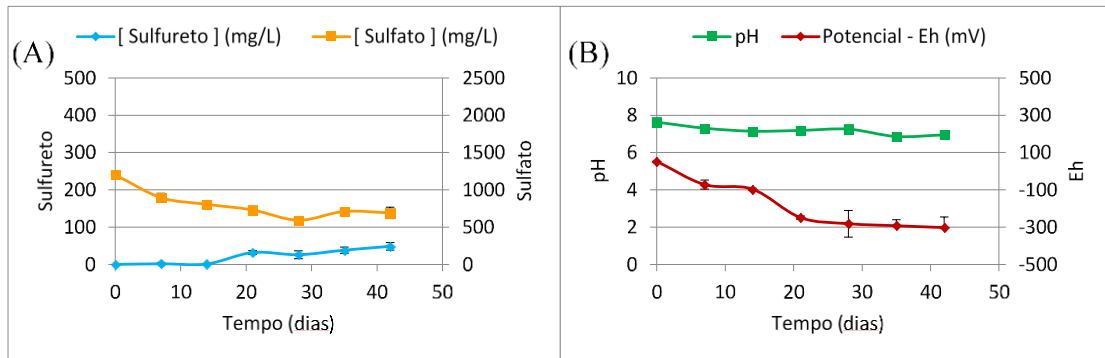 (A)
[ Sulfureto ] (mg/L) [ Sulfato ] (mg/L)
500 2500
400 2000
300 1500
200 1000
100 500
0 0
Sulfureto
Sulfato
0 10 20 30 40 50
Tempo (dias)
(B)
pH Potencial - Eh (mV)
10 500
8 300
6 100
4 -100
2 -300
0 -500
pH
Eh
0 10 20 30 40 50
Tempo (dias)